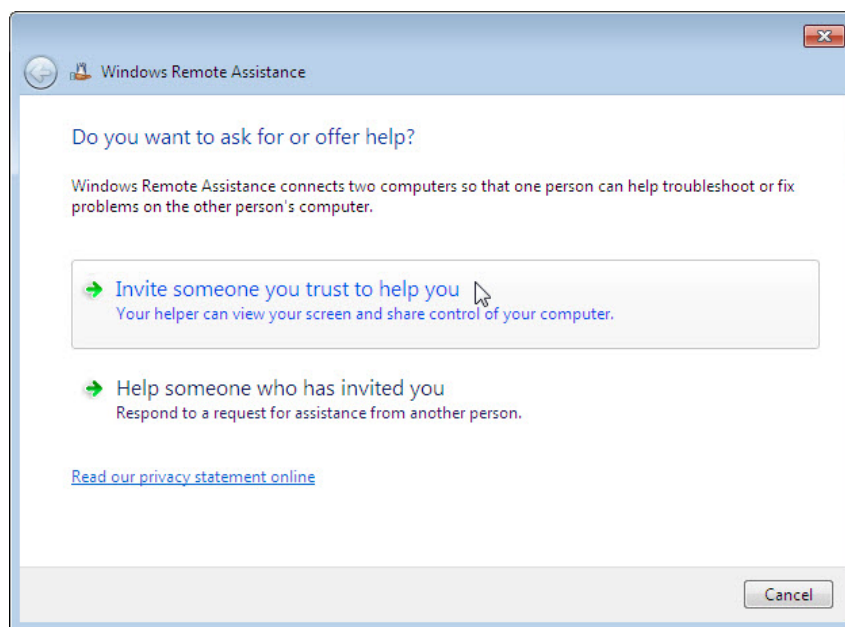 Windows Remote Assistance
Do you want to ask for or offer help?
Windows Remote Assistance connects two computers so that one person can help troubleshoot or fix
problems on the other person's computer.
Invite someone you trust to help you
Your helper can view your screen and share control of your computer.
Help someone who has invited you
Respond to a request for assistance from another person.
Read our privacy statement online
Cancel